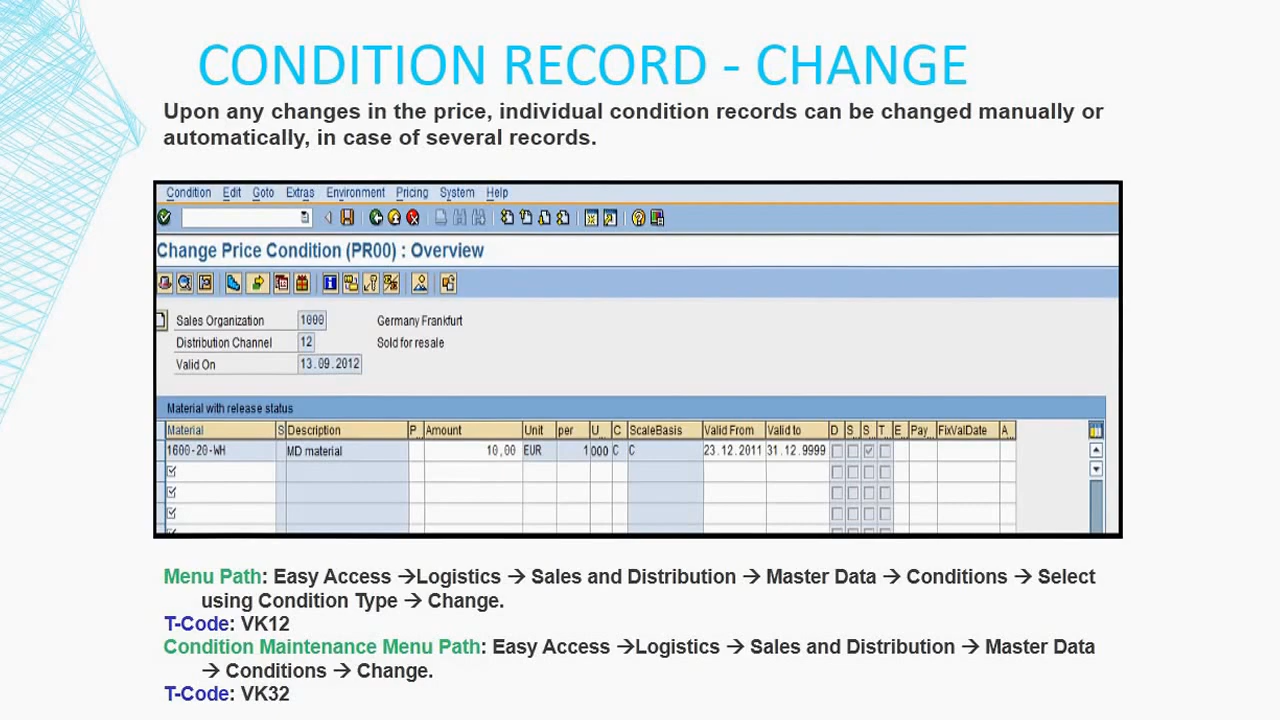 CONDITION RECORD - CHANGE
Upon any changes in the price, individual condition records can be changed manually or
automatically, in case of several records.
Condition Edit Goto Extras Environment Pricing System Help
Change Price Condition (PR00) : Overview
Sales Organization 1000 Germany Frankfurt
Distribution Channel 12 Sold for resale
Valid On 13.09.2012
Material with release status
Material S Description P.. Amount Unit per U... C ScaleBasis Valid From Valid to D S.. S.. T.. E.. Pay.. FixValDate A..
1600-20-WH MD material 10,00 EUR 1000 C C 23.12.2011 31.12.9999
Menu Path: Easy Access →Logistics → Sales and Distribution → Master Data → Conditions → Select
using Condition Type → Change.
T-Code: VK12
Condition Maintenance Menu Path: Easy Access →Logistics → Sales and Distribution → Master Data
→ Conditions → Change.
T-Code: VK32